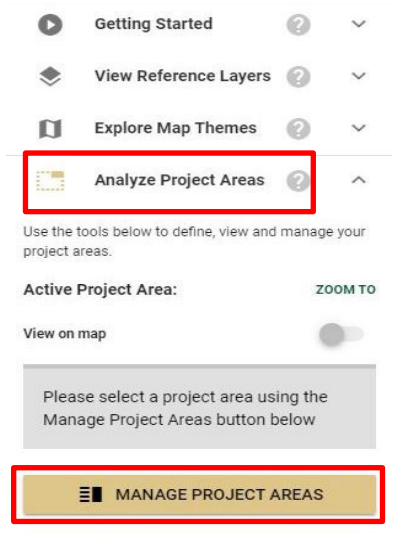 Getting Started ?
View Reference Layers ?
Explore Map Themes ?
Analyze Project Areas ?
Use the tools below to define, view and manage your
project areas.
Active Project Area: ZOOM TO
View on map
Please select a project area using the
Manage Project Areas button below
MANAGE PROJECT AREAS